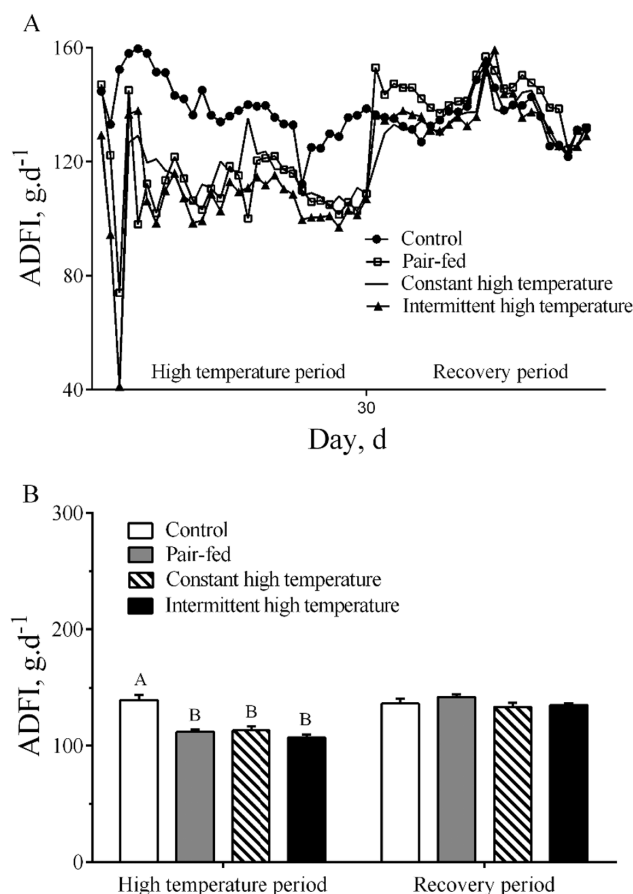 A
160
120
80
40
ADFI, g.d-1
Control
Pair-fed
Constant high temperature
Intermittent high temperature
High temperature period
Recovery period
30
Day, d
B
300
200
100
0
ADFI, g.d-1
Control
Pair-fed
Constant high temperature
Intermittent high temperature
A
B
B
B
High temperature period
Recovery period